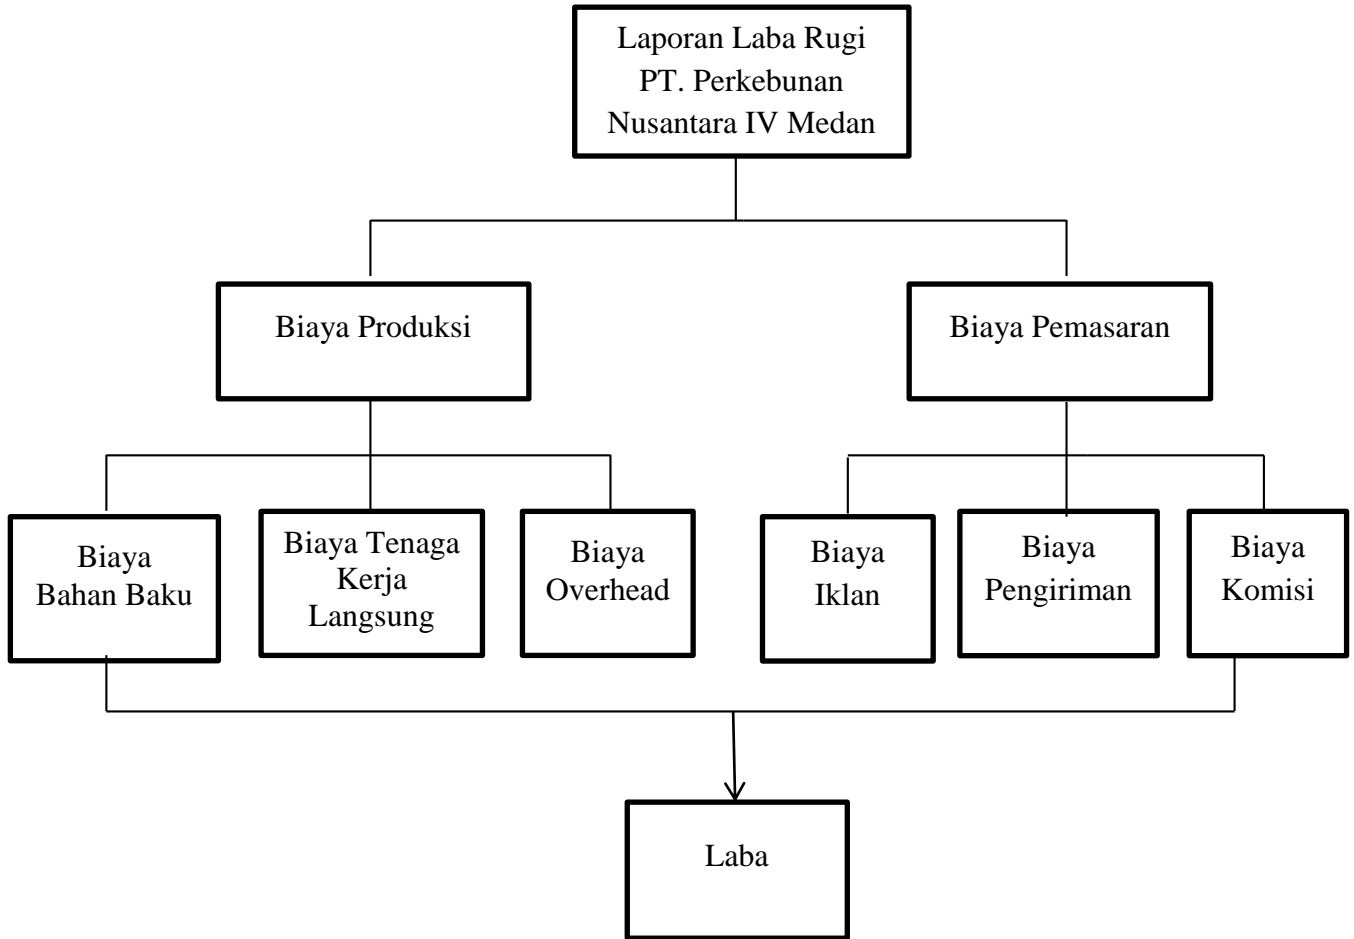 Laporan Laba Rugi
PT. Perkebunan
Nusantara IV Medan
Biaya Produksi
Biaya Pemasaran
Biaya
Bahan Baku
Biaya Tenaga
Kerja
Langsung
Biaya
Overhead
Biaya
Iklan
Biaya
Pengiriman
Biaya
Komisi
Laba